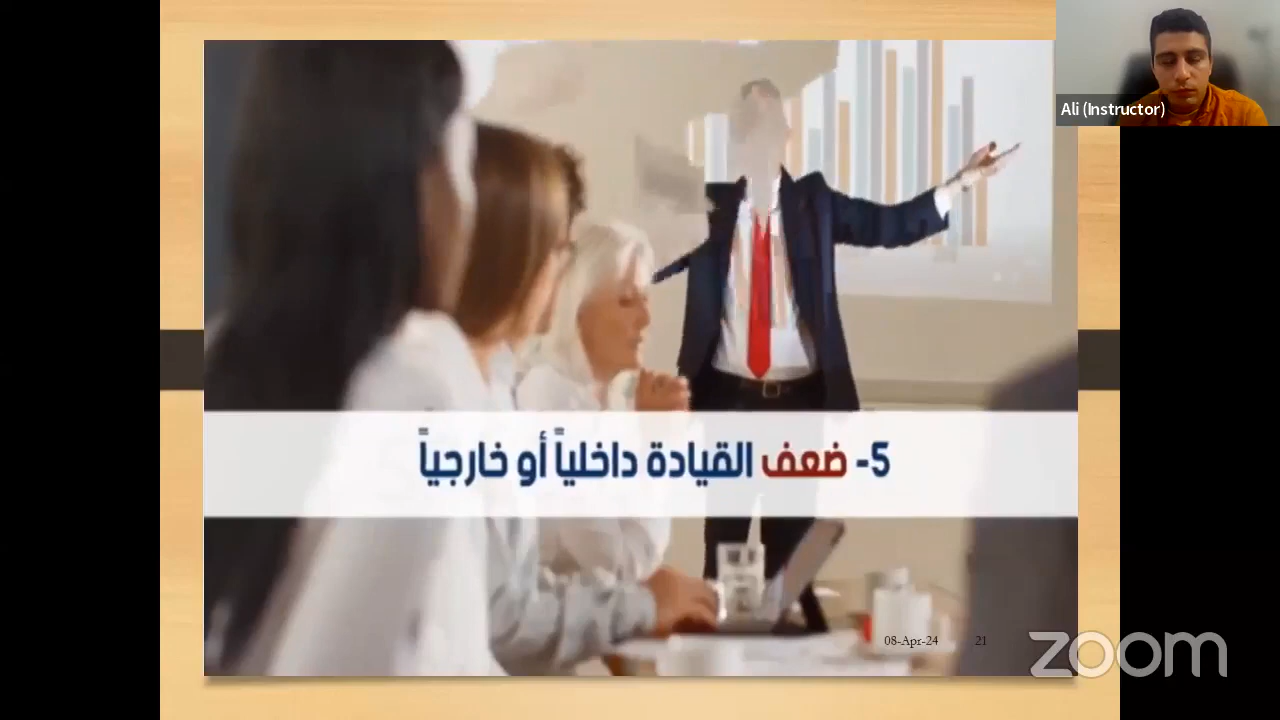 Ali (Instructor)
5- ضعف القيادة داخلياً أو خارجياً
08-Apr-24
21
zoom